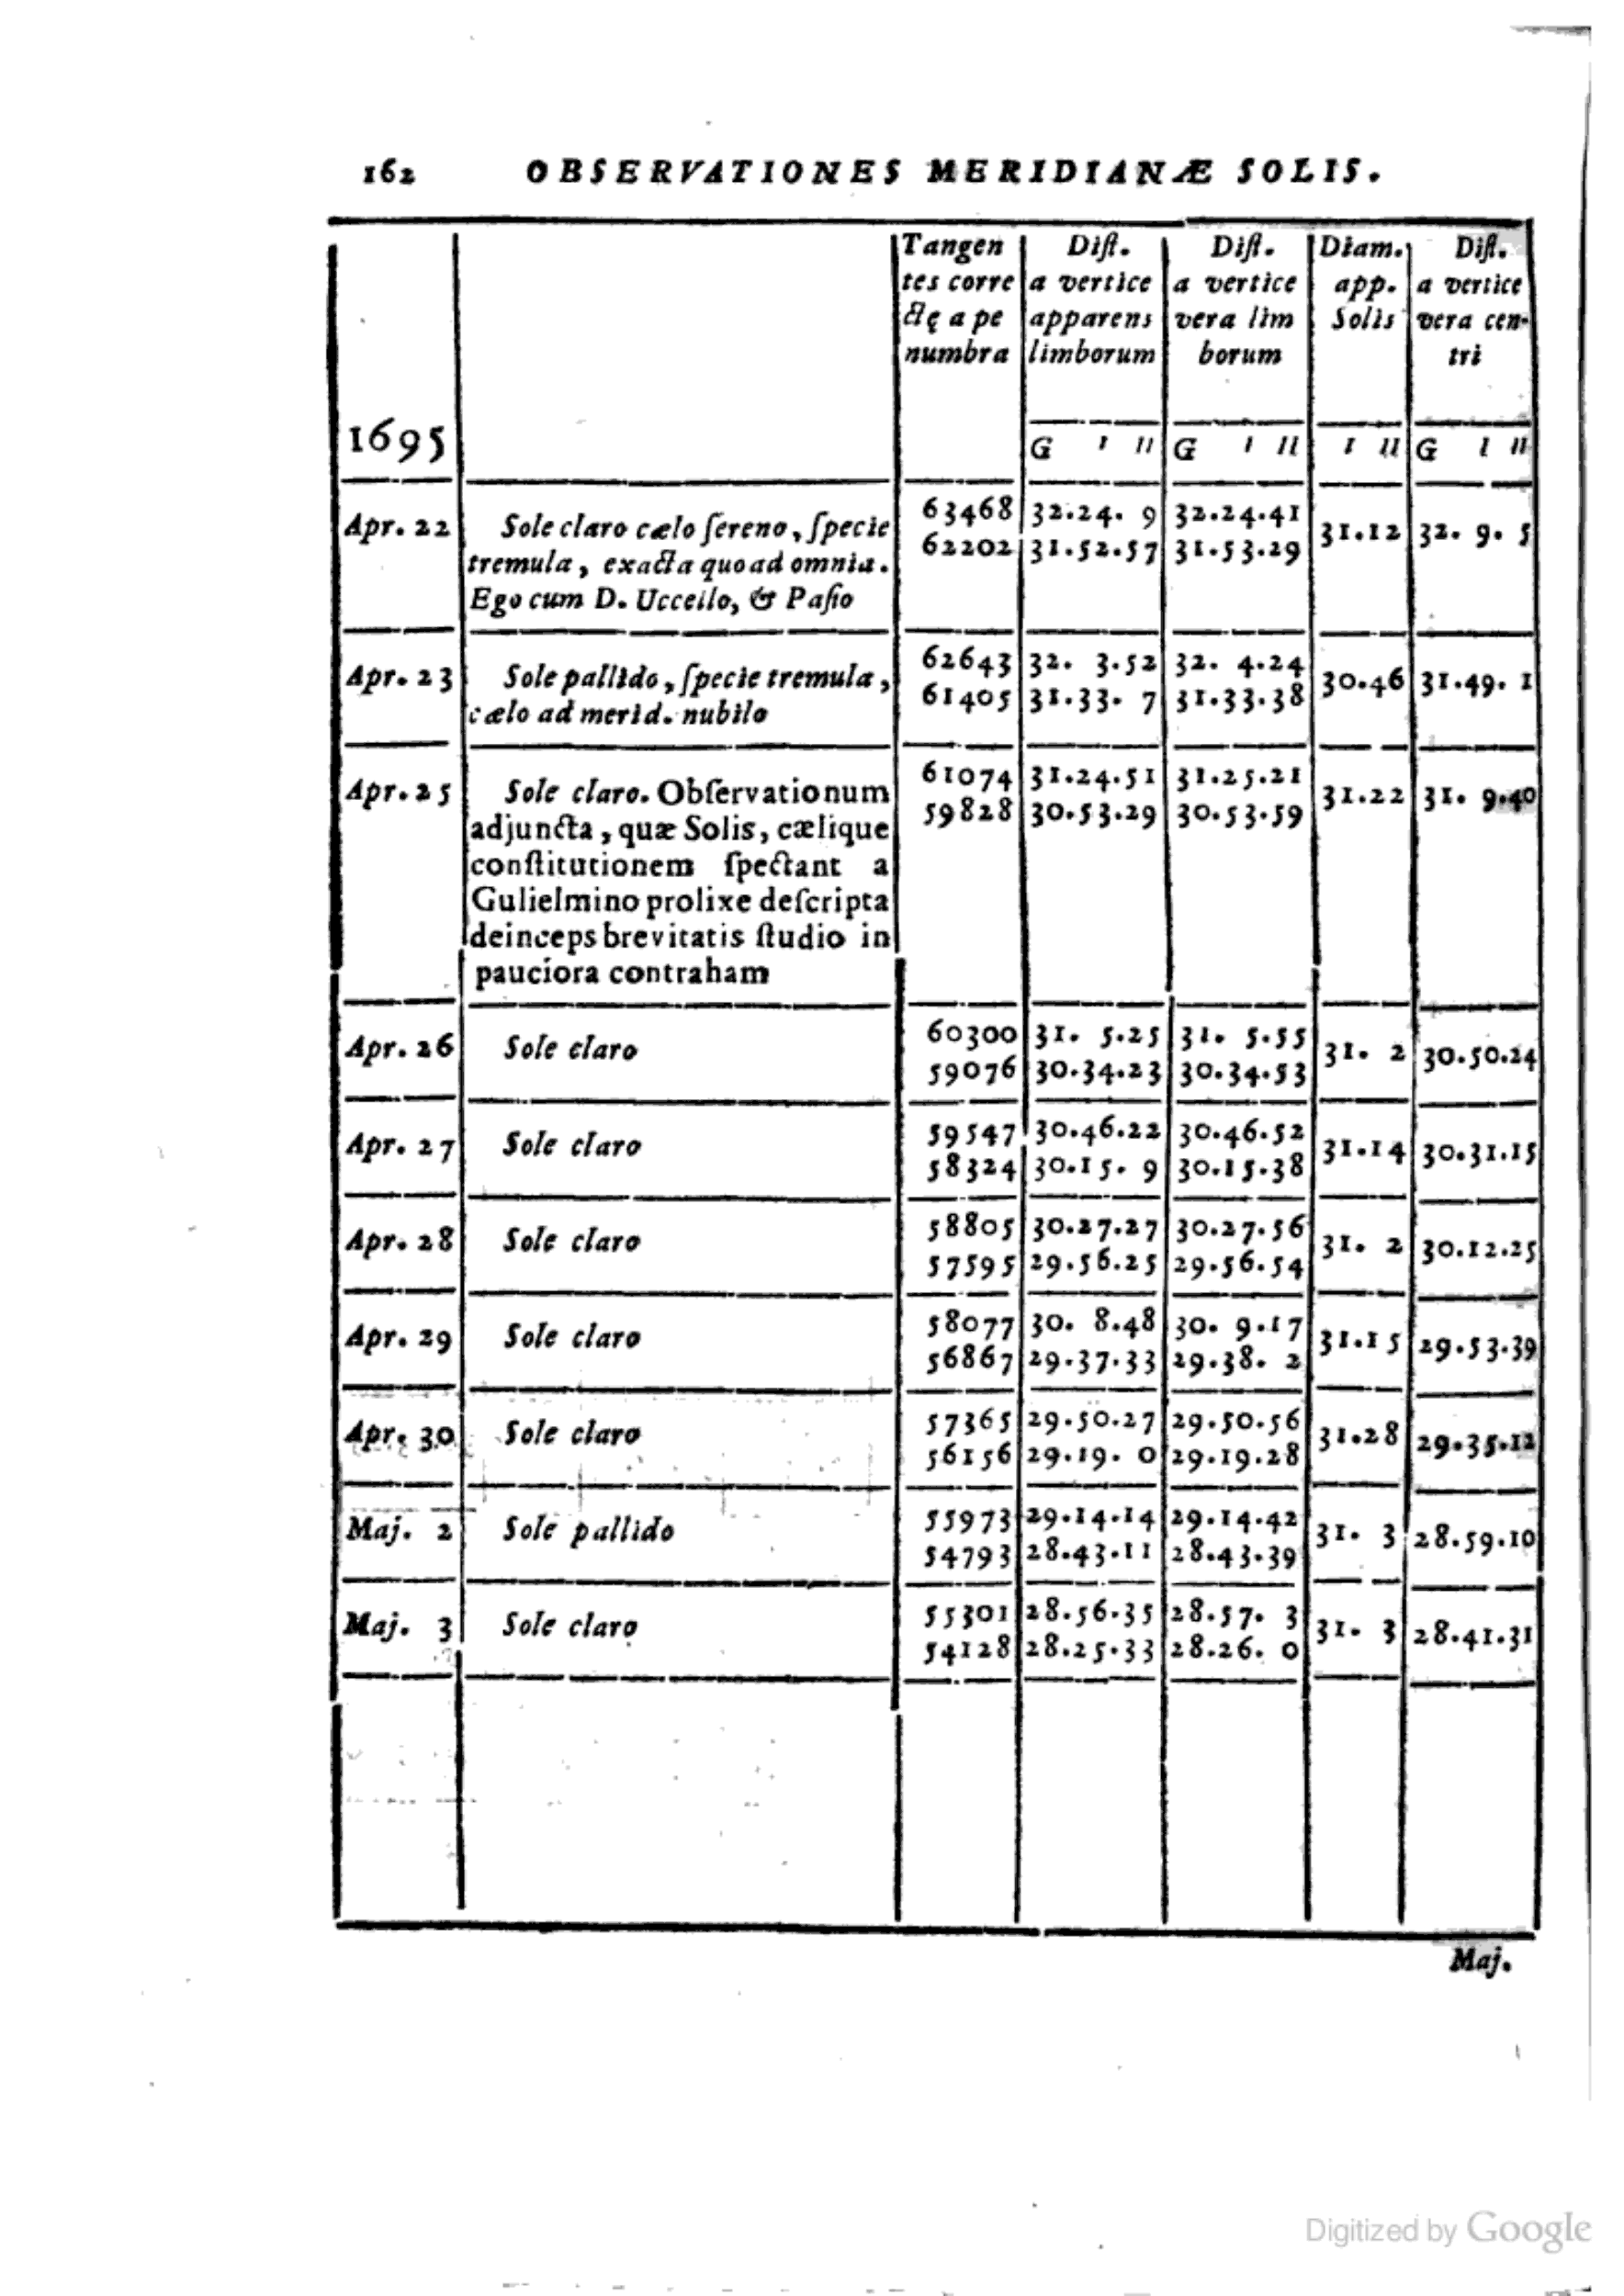 162 OBSERVATIONES MERIDIANÆ SOLIS.
1695
Tangen
tes corre
ctę a pe
numbra
Diſt.
a vertice
apparens
limborum
G ı ıı
Diſt.
a vertice
vera lim
borum
G ı ıı
Diam.
app.
Solis
ı ıı
Diſt.
a vertice
vera cen-
tri
G ı ıı
Apr. 22 Sole claro cælo ſereno, ſpecie 63468 32.24. 9 32.24.41 31.12 32. 9. 5
tremula, exacta quoad omnia. 62202 31.52.57 31.53.29
Ego cum D. Uccello, & Paſio
Apr. 23 Sole pallido, ſpecie tremula, 62643 32. 3.52 32. 4.24 30.46 31.49. 1
cælo ad merid. nubilo 61405 31.33. 7 31.33.38
Apr. 25 Sole claro. Obſervationum 61074 31.24.51 31.25.21 31.22 31. 9.40
adjuncta, quæ Solis, cælique 59828 30.53.29 30.53.59
conſtitutionem ſpectant a
Gulielmino prolixe deſcripta
deinceps brevitatis ſtudio in
pauciora contraham
Apr. 26 Sole claro 60300 31. 5.25 31. 5.55 31. 2 30.50.24
59076 30.34.23 30.34.53
Apr. 27 Sole claro 59547 30.46.22 30.46.52 31.14 30.31.15
58324 30.15. 9 30.15.38
Apr. 28 Sole claro 58805 30.27.27 30.27.56 31. 2 30.12.25
57595 29.56.25 29.56.54
Apr. 29 Sole claro 58077 30. 8.48 30. 9.17 31.15 29.53.39
56867 29.37.33 29.38. 2
Apr. 30 Sole claro 57365 29.50.27 29.50.56 31.28 29.35.12
56156 29.19. 0 29.19.28
Maj. 2 Sole pallido 55973 29.14.14 29.14.42 31. 3 28.59.10
54793 28.43.11 28.43.39
Maj. 3 Sole claro 55301 28.56.35 28.57. 3 31. 3 28.41.31
54128 28.25.33 28.26. 0
Maj.
Digitized by Google